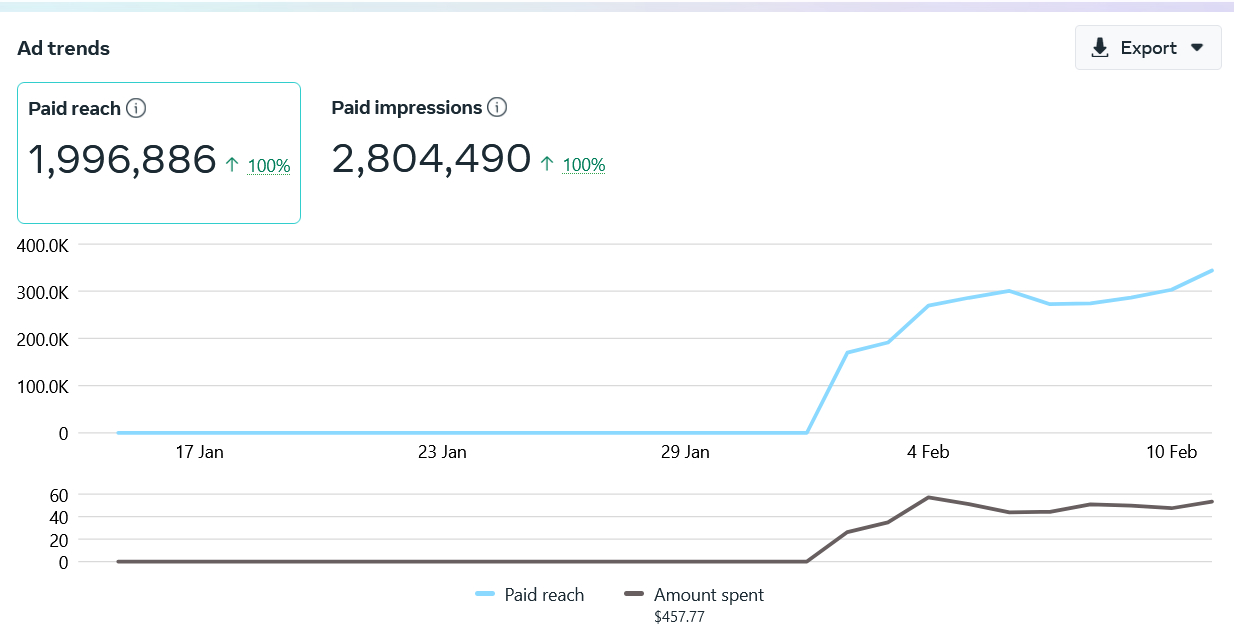 Ad trends
Export
Paid reach
1,996,886 ↑ 100%
Paid impressions
2,804,490 ↑ 100%
400.0K
300.0K
200.0K
100.0K
0
17 Jan 23 Jan 29 Jan 4 Feb 10 Feb
60
40
20
0
Paid reach
Amount spent
$457.77